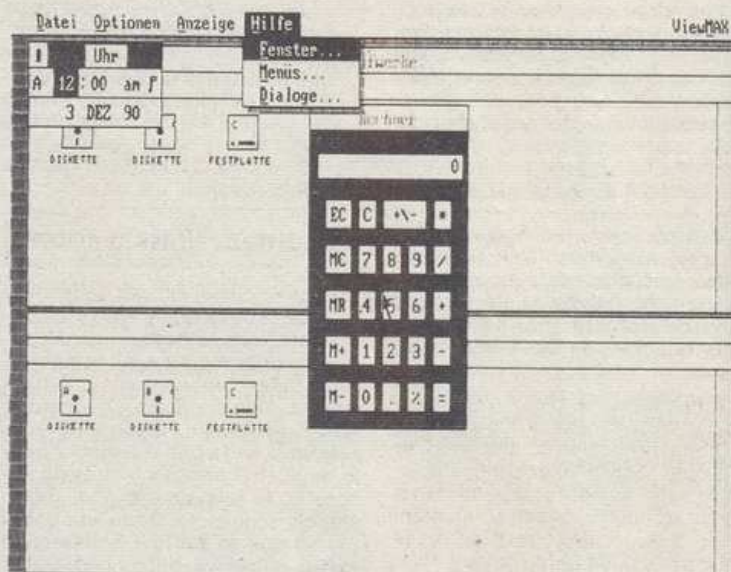 Datei Optionen Anzeige Hilfe ViewMAX
Uhr
A 12:00 am
3 DEZ 90
Fenster...
Menüs...
Dialoge...
Rechner
0
EC C +\- *
MC 7 8 9 /
MR 4 5 6 +
M+ 1 2 3 -
M- 0 . % =
DISKETTE DISKETTE C FESTPLATTE
A B C
DISKETTE DISKETTE FESTPLATTE